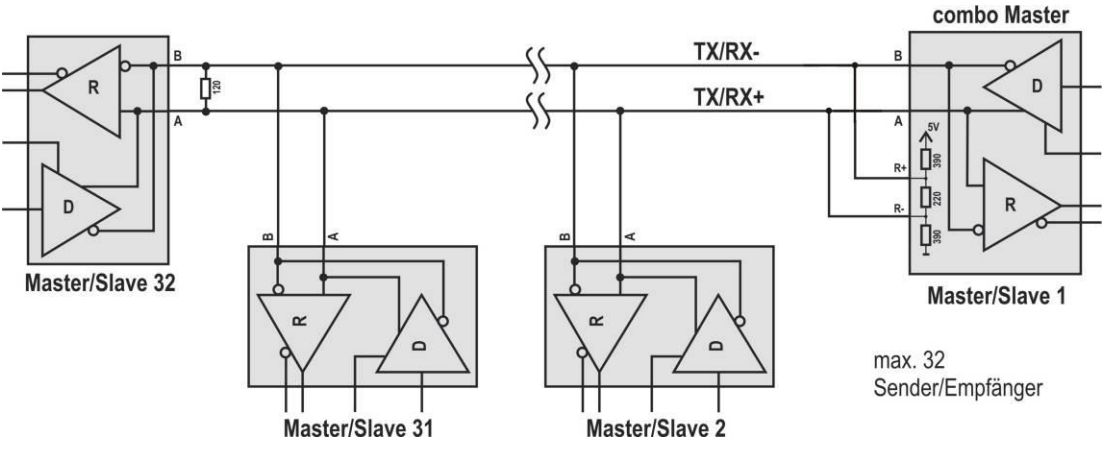 combo Master
B
TX/RX-
B
R
120
D
TX/RX+
A
A
5V
390
R+
D
220
R
R-
390
B
A
B
A
Master/Slave 32
Master/Slave 1
R
D
R
D
max. 32
Sender/Empfänger
Master/Slave 31
Master/Slave 2